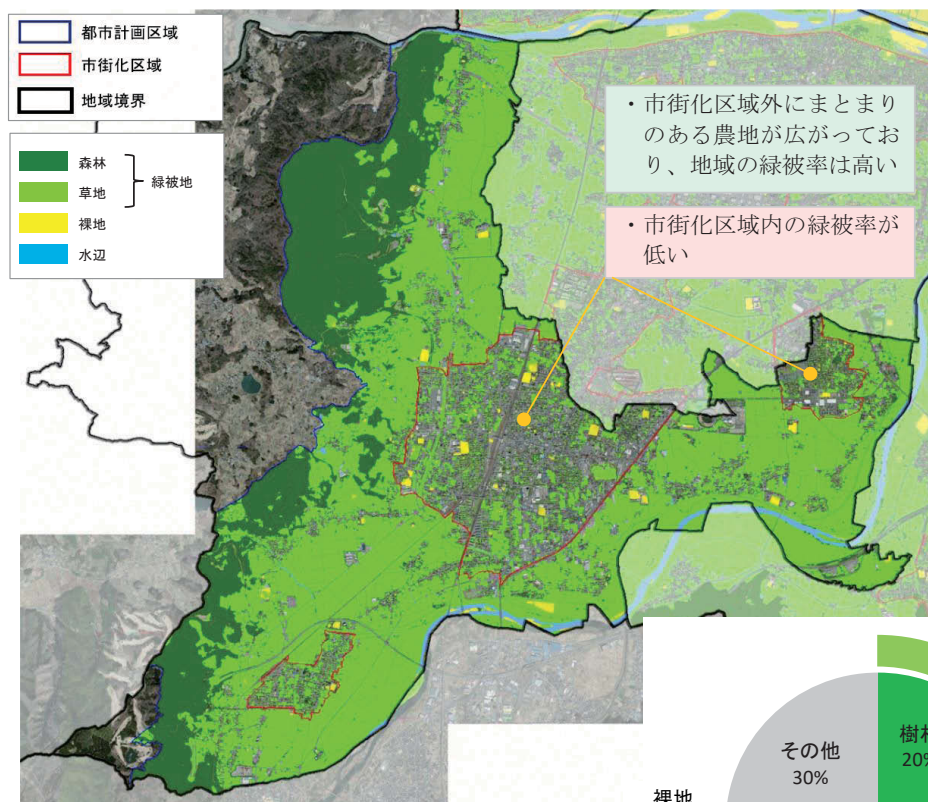 都市計画区域
市街化区域
地域境界
森林
草地
緑被地
裸地
水辺
・市街化区域外にまとまり
のある農地が広がってお
り、地域の緑被率は高い
・市街化区域内の緑被率が
低い
その他
30%
樹林
20%
裸地